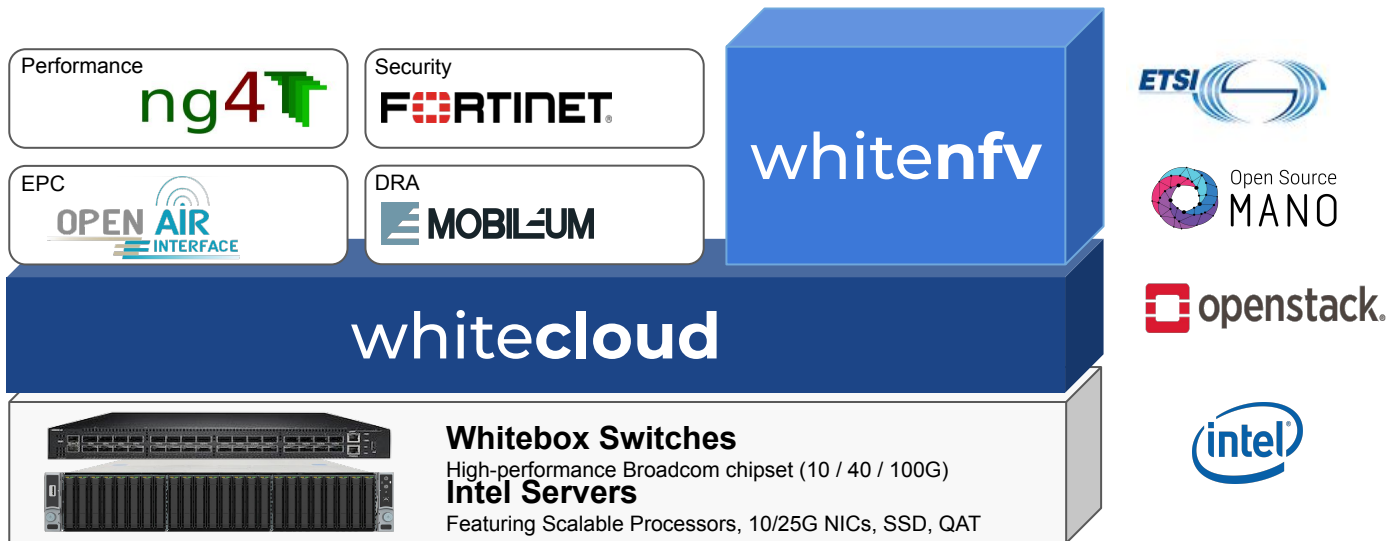 Performance
ng4T
Security
FORTINET®
EPC
OPEN AIR
INTERFACE
DRA
MOBILEUM
whitenfv
whitecloud
Whitebox Switches
High-performance Broadcom chipset (10 / 40 / 100G)
Intel Servers
Featuring Scalable Processors, 10/25G NICs, SSD, QAT
ETSI
Open Source
MANO
openstack®
intel